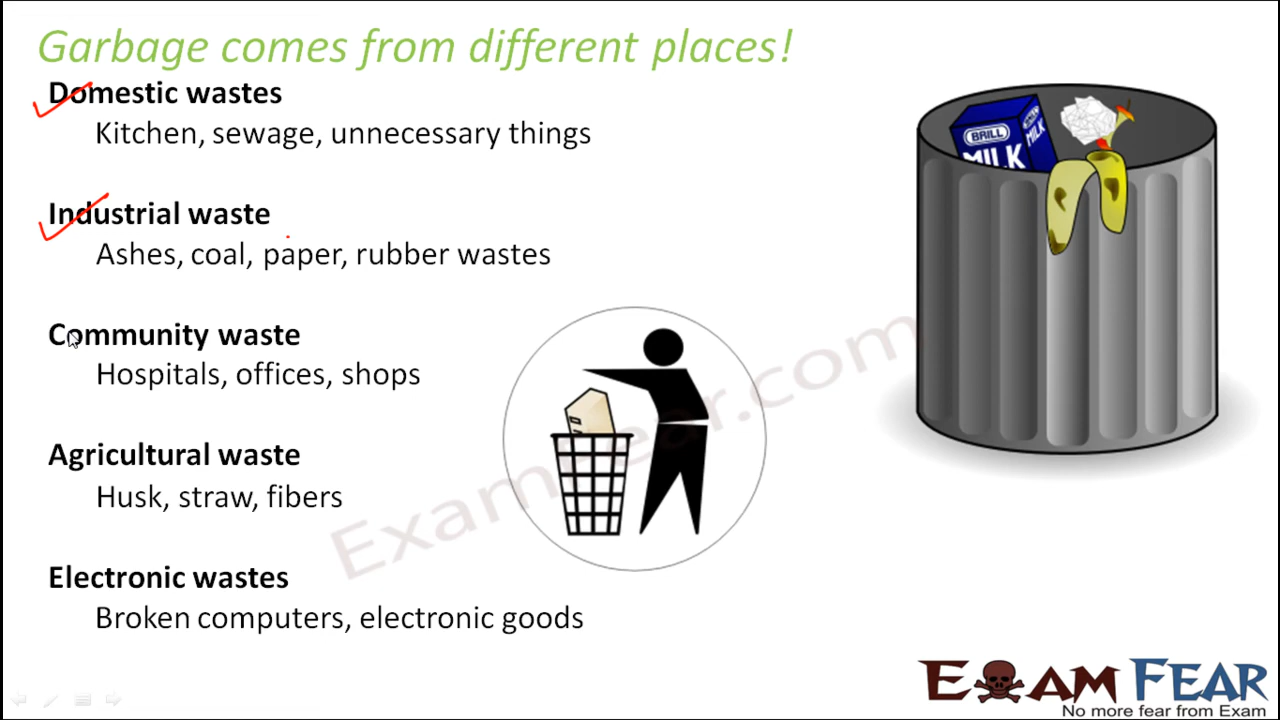 Garbage comes from different places!
Domestic wastes
Kitchen, sewage, unnecessary things
Industrial waste
Ashes, coal, paper, rubber wastes
Community waste
Hospitals, offices, shops
Agricultural waste
Husk, straw, fibers
Electronic wastes
Broken computers, electronic goods
BRILL
MILK
MILK
Examfear.com
EXAM FEAR
No more fear from Exam